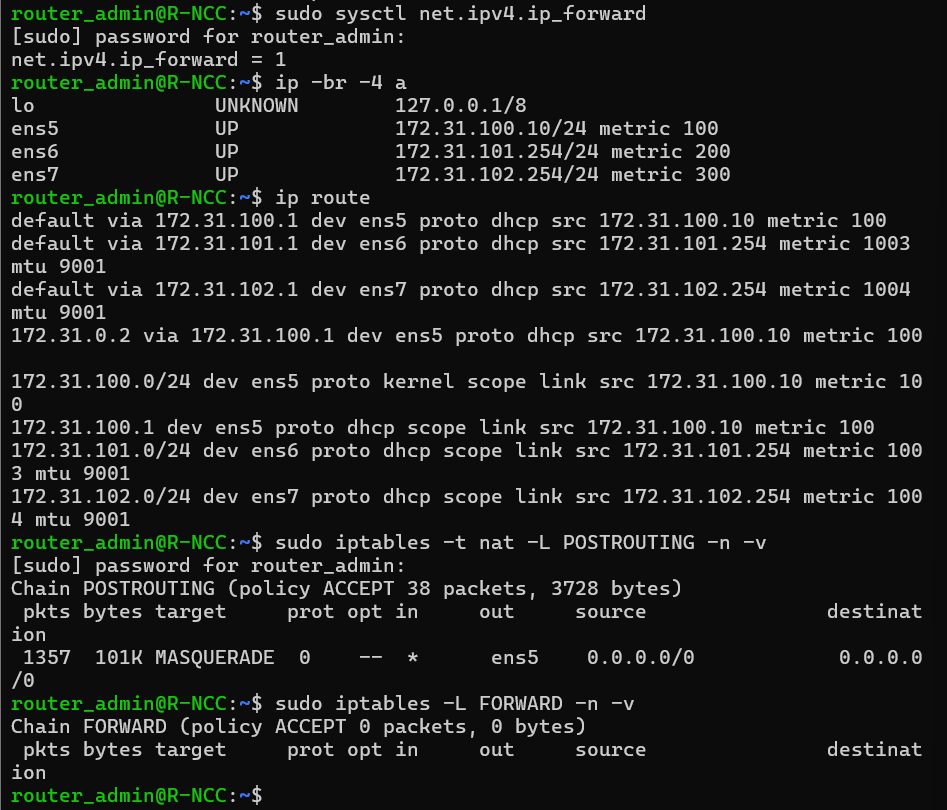 router_admin@R-NCC:~$ sudo sysctl net.ipv4.ip_forward
[sudo] password for router_admin:
net.ipv4.ip_forward = 1
router_admin@R-NCC:~$ ip -br -4 a
lo               UNKNOWN        127.0.0.1/8
ens5             UP             172.31.100.10/24 metric 100
ens6             UP             172.31.101.254/24 metric 200
ens7             UP             172.31.102.254/24 metric 300
router_admin@R-NCC:~$ ip route
default via 172.31.100.1 dev ens5 proto dhcp src 172.31.100.10 metric 100
default via 172.31.101.1 dev ens6 proto dhcp src 172.31.101.254 metric 1003
mtu 9001
default via 172.31.102.1 dev ens7 proto dhcp src 172.31.102.254 metric 1004
mtu 9001
172.31.0.2 via 172.31.100.1 dev ens5 proto dhcp src 172.31.100.10 metric 100
172.31.100.0/24 dev ens5 proto kernel scope link src 172.31.100.10 metric 10
0
172.31.100.1 dev ens5 proto dhcp scope link src 172.31.100.10 metric 100
172.31.101.0/24 dev ens6 proto dhcp scope link src 172.31.101.254 metric 100
3 mtu 9001
172.31.102.0/24 dev ens7 proto dhcp scope link src 172.31.102.254 metric 100
4 mtu 9001
router_admin@R-NCC:~$ sudo iptables -t nat -L POSTROUTING -n -v
[sudo] password for router_admin:
Chain POSTROUTING (policy ACCEPT 38 packets, 3728 bytes)
 pkts bytes target     prot opt in     out     source               destinat
ion
 1357  101K MASQUERADE  0    --  *      ens5    0.0.0.0/0            0.0.0.0
/0
router_admin@R-NCC:~$ sudo iptables -L FORWARD -n -v
Chain FORWARD (policy ACCEPT 0 packets, 0 bytes)
 pkts bytes target     prot opt in     out     source               destinat
ion
router_admin@R-NCC:~$